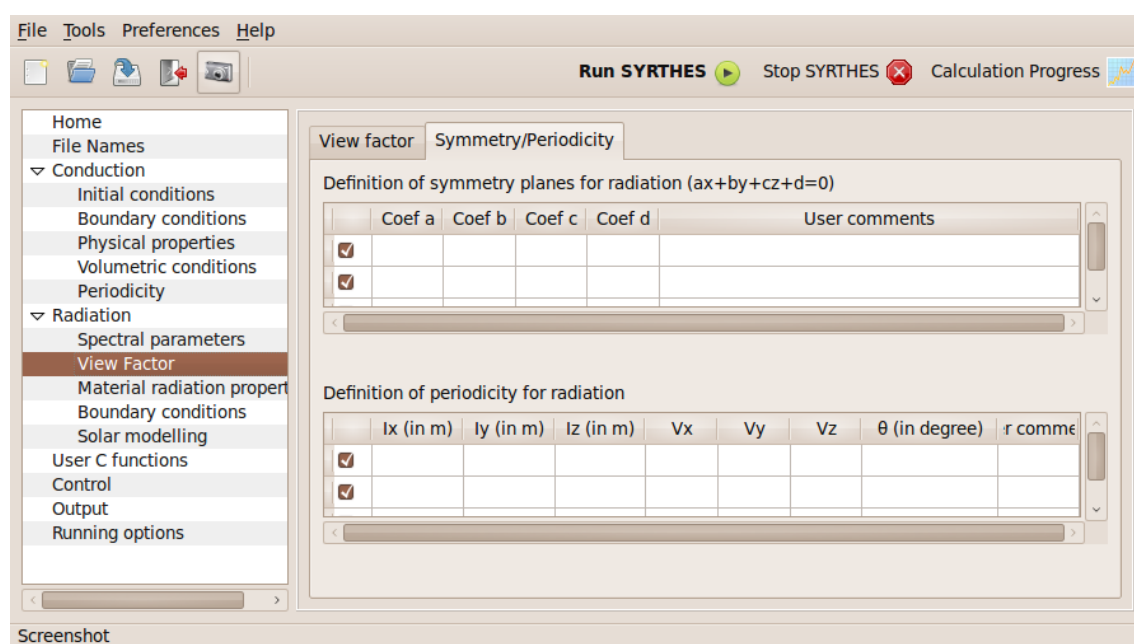 File Tools Preferences Help
Run SYRTHES Stop SYRTHES Calculation Progress
Home
File Names
Conduction
Initial conditions
Boundary conditions
Physical properties
Volumetric conditions
Periodicity
Radiation
Spectral parameters
View Factor
Material radiation propert
Boundary conditions
Solar modelling
User C functions
Control
Output
Running options
View factor Symmetry/Periodicity
Definition of symmetry planes for radiation (ax+by+cz+d=0)
Coef a Coef b Coef c Coef d User comments
Definition of periodicity for radiation
Ix (in m) Iy (in m) Iz (in m) Vx Vy Vz θ (in degree) r comme
Screenshot